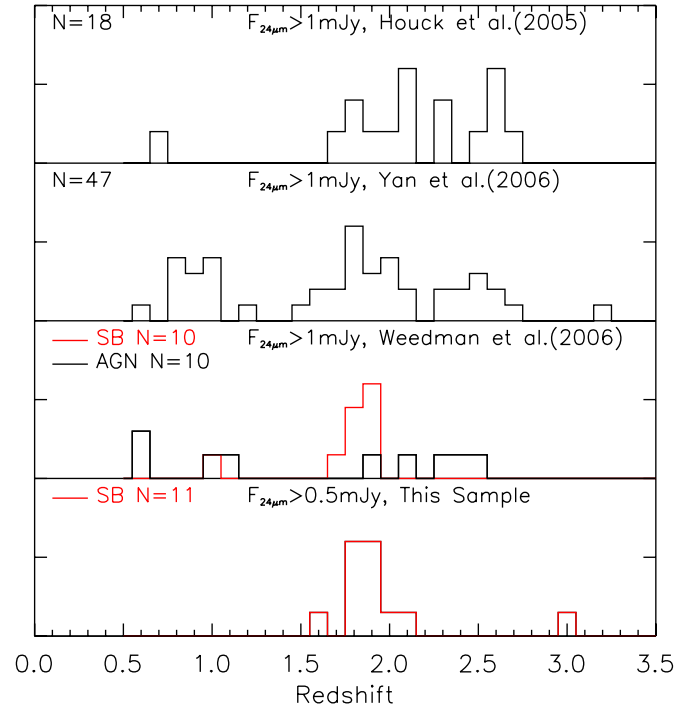 N=18 F24μm>1mJy, Houck et al.(2005)
N=47 F24μm>1mJy, Yan et al.(2006)
SB N=10 F24μm>1mJy, Weedman et al.(2006)
AGN N=10
SB N=11 F24μm>0.5mJy, This Sample
0.0 0.5 1.0 1.5 2.0 2.5 3.0 3.5
Redshift